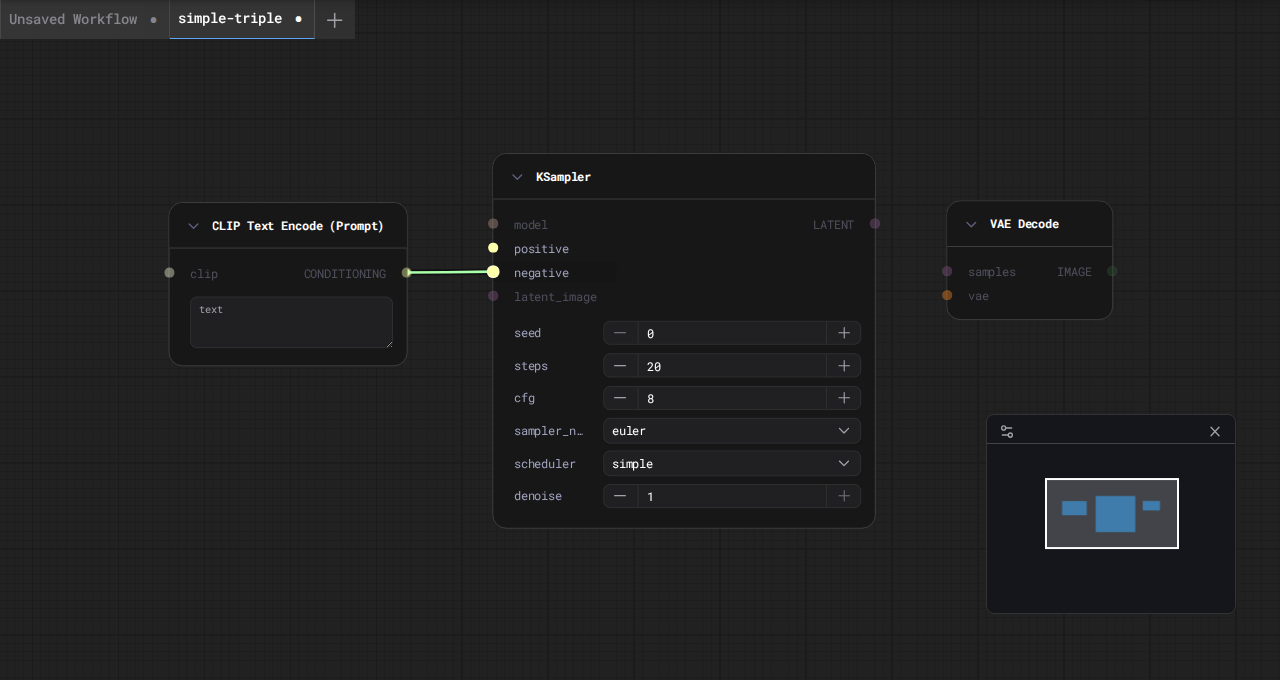 Unsaved Workflow
simple-triple
CLIP Text Encode (Prompt)
clip
CONDITIONING
text
KSampler
model
LATENT
positive
negative
latent_image
seed
0
steps
20
cfg
8
sampler_n…
euler
scheduler
simple
denoise
1
VAE Decode
samples
IMAGE
vae